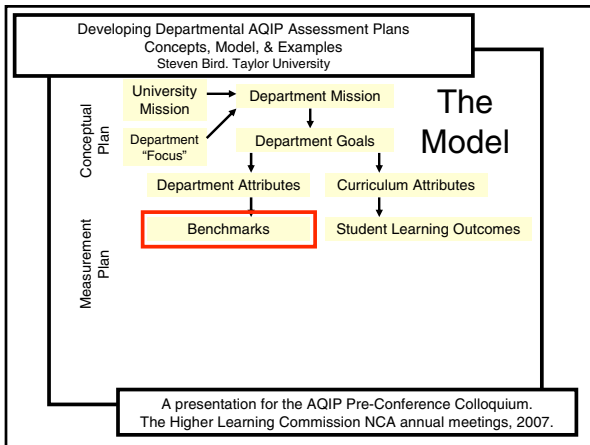 Developing Departmental AQIP Assessment Plans
Concepts, Model, & Examples
Steven Bird. Taylor University
The
Model
University
Mission
Department Mission
Department
“Focus”
Department Goals
Department Attributes
Curriculum Attributes
Benchmarks
Student Learning Outcomes
Conceptual
Plan
Measurement
Plan
A presentation for the AQIP Pre-Conference Colloquium.
The Higher Learning Commission NCA annual meetings, 2007.